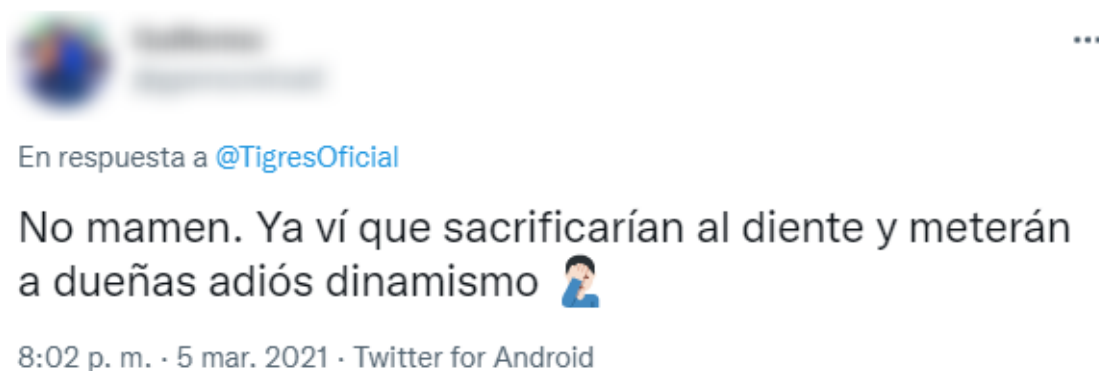 En respuesta a @TigresOficial
No mamen. Ya ví que sacrificarían al diente y meterán
a dueñas adiós dinamismo 🤦🏻‍♂️
8:02 p. m. · 5 mar. 2021 · Twitter for Android